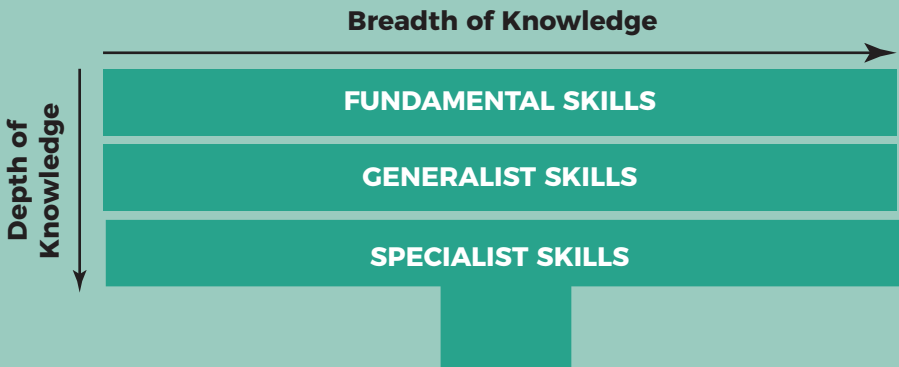 Breadth of Knowledge
Depth of
Knowledge
FUNDAMENTAL SKILLS
GENERALIST SKILLS
SPECIALIST SKILLS